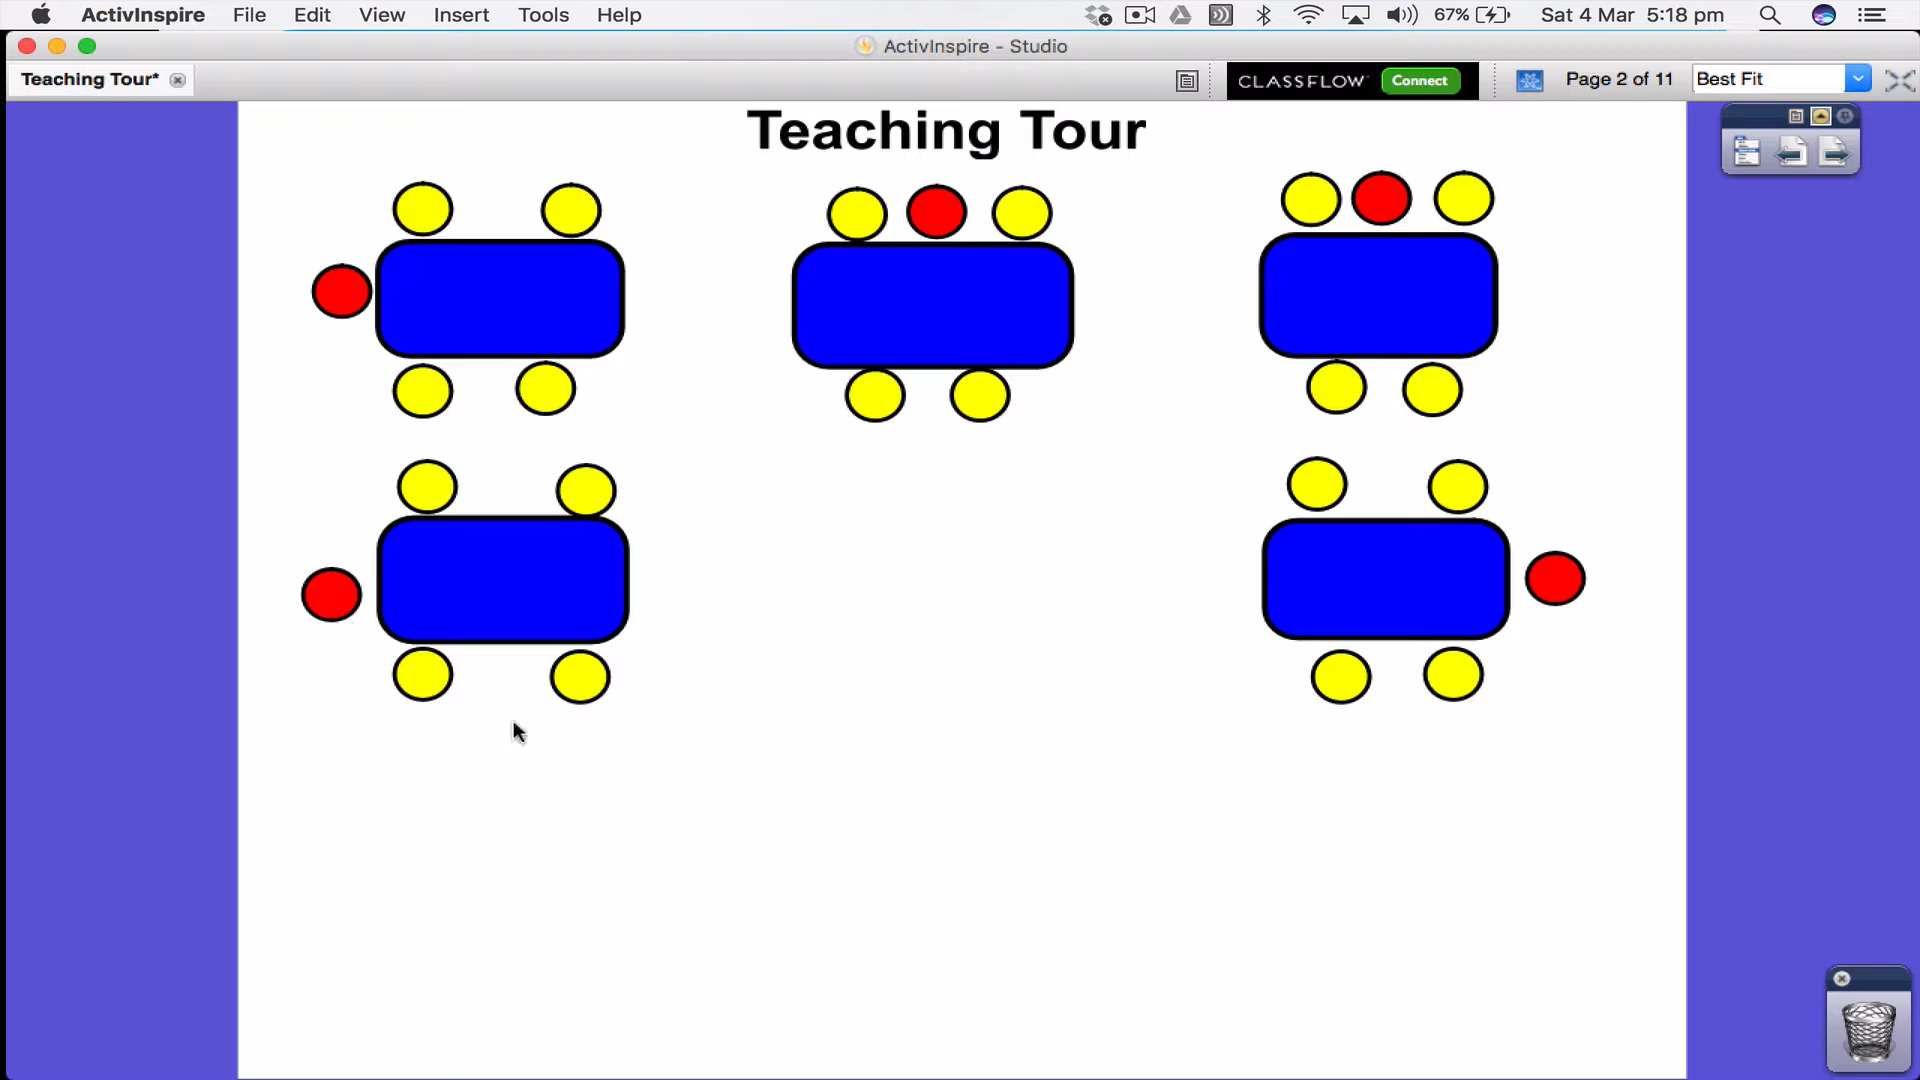 ActivInspire File Edit View Insert Tools Help 67% Sat 4 Mar 5:18 pm
ActivInspire - Studio
Teaching Tour* CLASSFLOW Connect Page 2 of 11 Best Fit
Teaching Tour